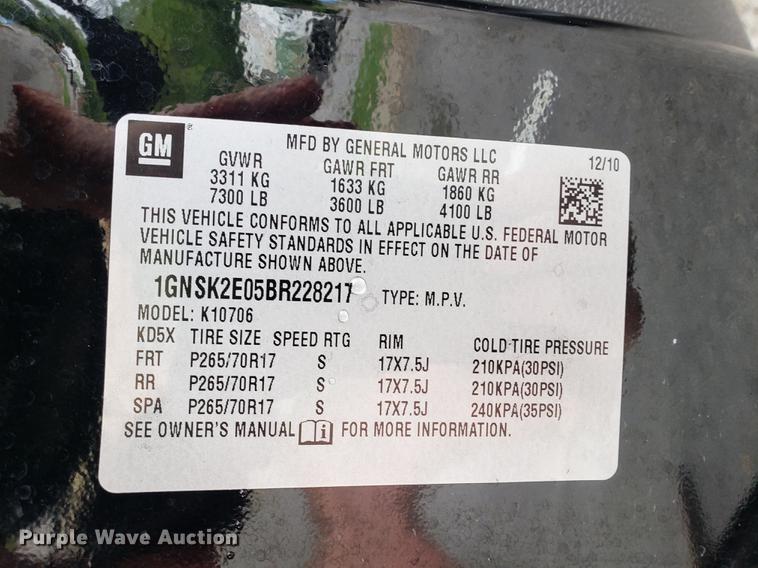 GM ®
MFD BY GENERAL MOTORS LLC
12/10
GVWR GAWR FRT GAWR RR
3311 KG 1633 KG 1860 KG
7300 LB 3600 LB 4100 LB
THIS VEHICLE CONFORMS TO ALL APPLICABLE U.S. FEDERAL MOTOR
VEHICLE SAFETY STANDARDS IN EFFECT ON THE DATE OF
MANUFACTURE SHOWN ABOVE.
1GNSK2E05BR228217 TYPE: M.P.V.
MODEL: K10706
KD5X TIRE SIZE SPEED RTG RIM COLD TIRE PRESSURE
FRT P265/70R17 S 17X7.5J 210KPA(30PSI)
RR P265/70R17 S 17X7.5J 210KPA(30PSI)
SPA P265/70R17 S 17X7.5J 240KPA(35PSI)
SEE OWNER'S MANUAL i FOR MORE INFORMATION.
Purple Wave Auction